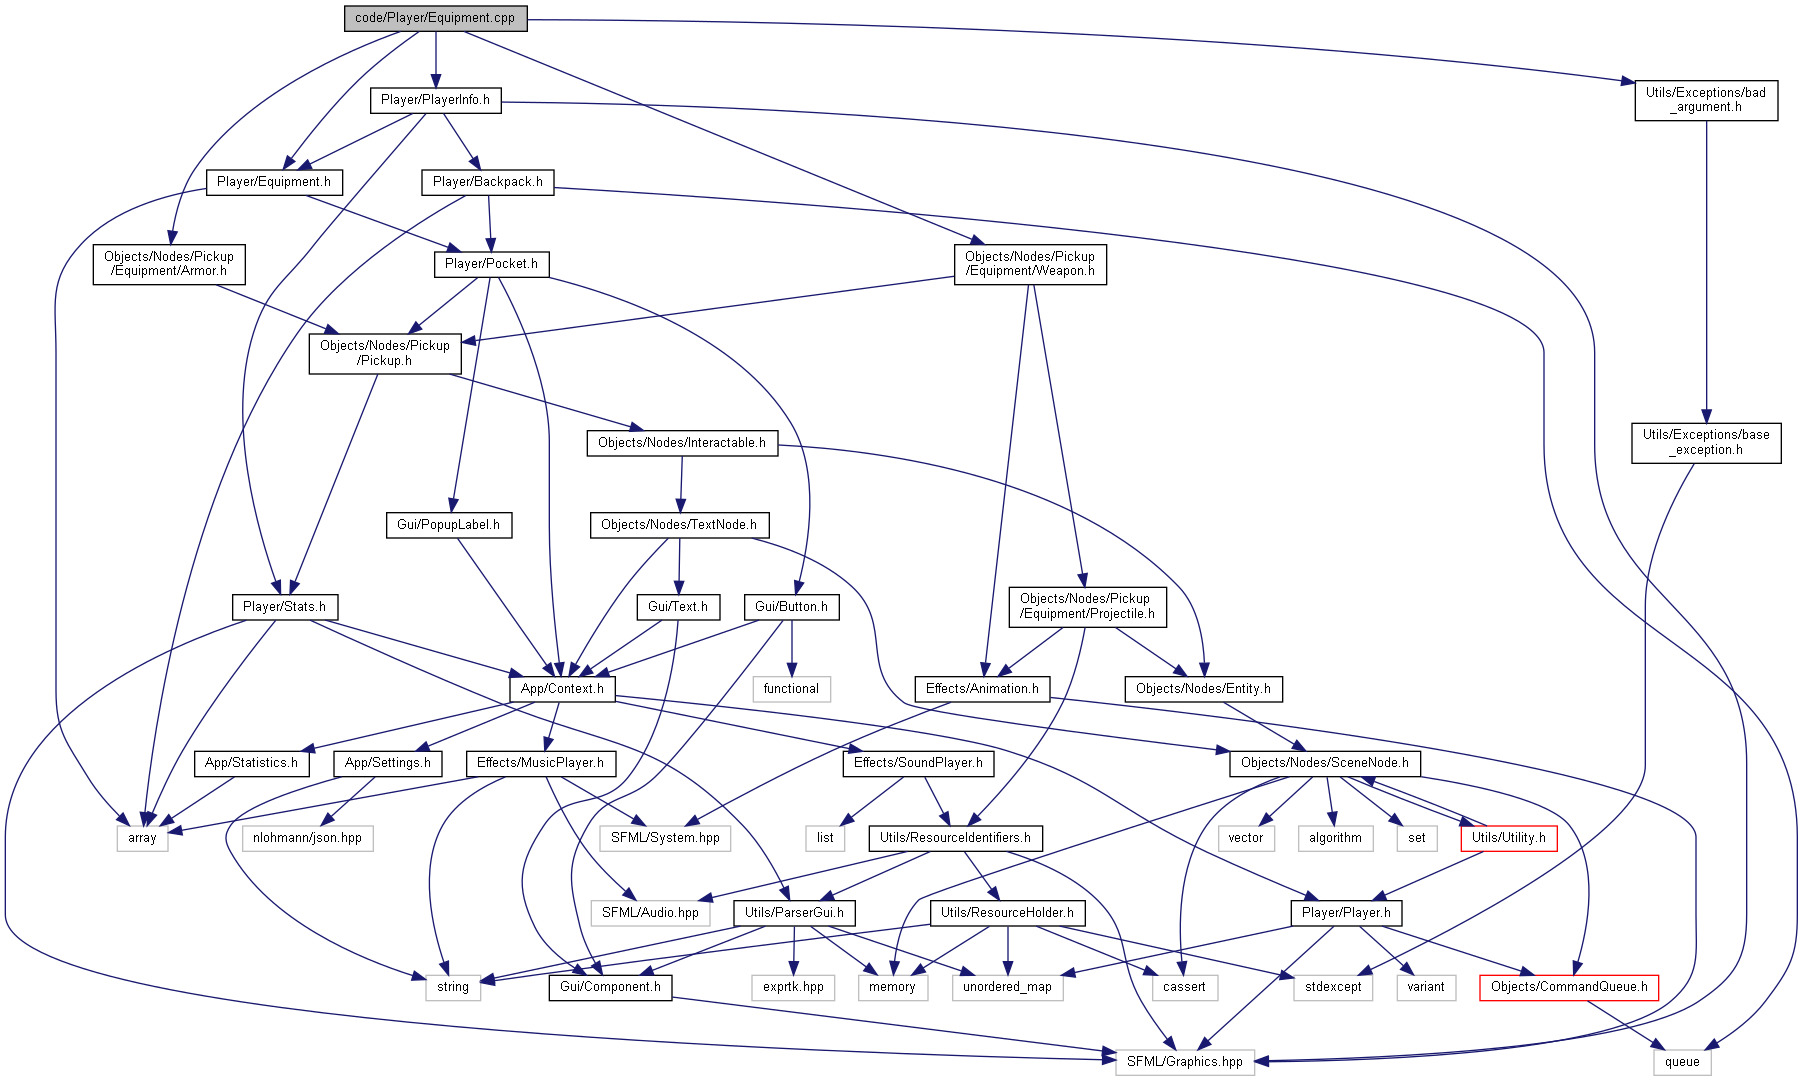 code/Player/Equipment.cpp
Utils/Exceptions/bad
_argument.h
Player/PlayerInfo.h
Player/Equipment.h
Player/Backpack.h
Objects/Nodes/Pickup
/Equipment/Armor.h
Player/Pocket.h
Objects/Nodes/Pickup
/Equipment/Weapon.h
Objects/Nodes/Pickup
/Pickup.h
Objects/Nodes/Interactable.h
Utils/Exceptions/base
_exception.h
Gui/PopupLabel.h
Objects/Nodes/TextNode.h
Player/Stats.h
Gui/Text.h
Gui/Button.h
Objects/Nodes/Pickup
/Equipment/Projectile.h
App/Context.h
functional
Effects/Animation.h
Objects/Nodes/Entity.h
App/Statistics.h
App/Settings.h
Effects/MusicPlayer.h
Effects/SoundPlayer.h
Objects/Nodes/SceneNode.h
array
nlohmann/json.hpp
SFML/System.hpp
list
Utils/ResourceIdentifiers.h
vector
algorithm
set
Utils/Utility.h
SFML/Audio.hpp
Utils/ParserGui.h
Utils/ResourceHolder.h
Player/Player.h
string
Gui/Component.h
exprtk.hpp
memory
unordered_map
cassert
stdexcept
variant
Objects/CommandQueue.h
SFML/Graphics.hpp
queue